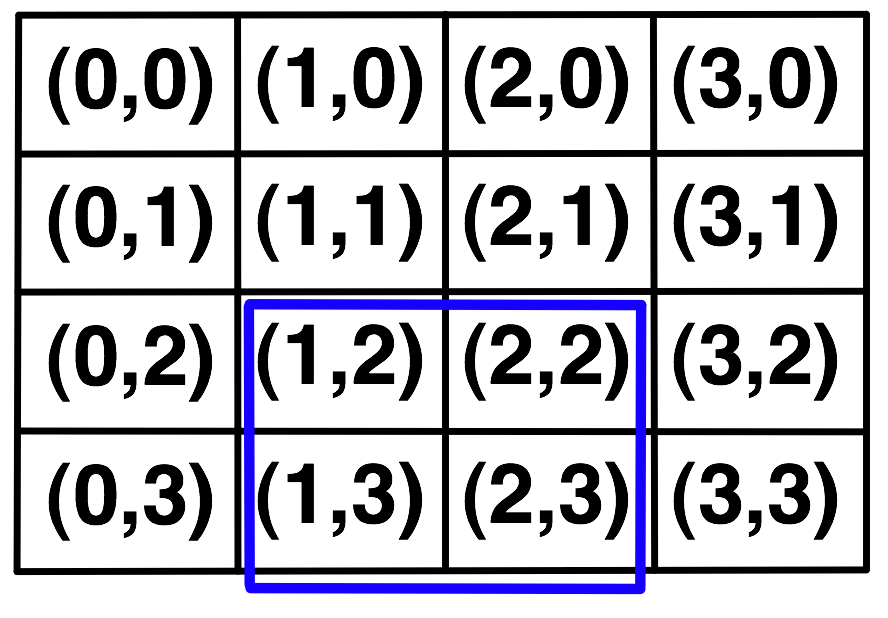 (0,0) (1,0) (2,0) (3,0)
(0,1) (1,1) (2,1) (3,1)
(0,2) (1,2) (2,2) (3,2)
(0,3) (1,3) (2,3) (3,3)